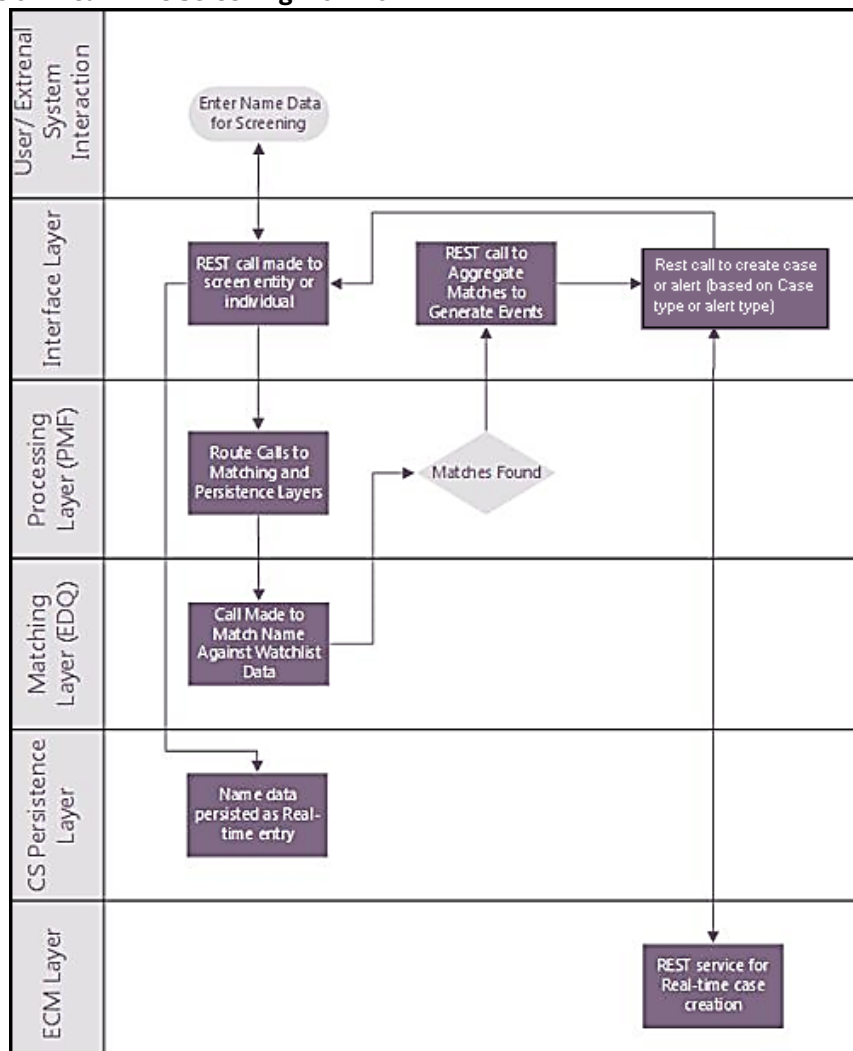 User/ Extrenal
System
Interaction
Enter Name Data
for Screening
Interface Layer
REST call made to
screen entity or
individual
REST call to
Aggregate
Matches to
Generate Events
Rest call to create case
or alert (based on Case
type or alert type)
Processing
Layer (PMF)
Route Calls to
Matching and
Persistence Layers
Matches Found
Matching
Layer (EDQ)
Call Made to
Match Name
Against Watchlist
Data
CS Persistence
Layer
Name data
persisted as Real-
time entry
ECM Layer
REST service for
Real-time case
creation